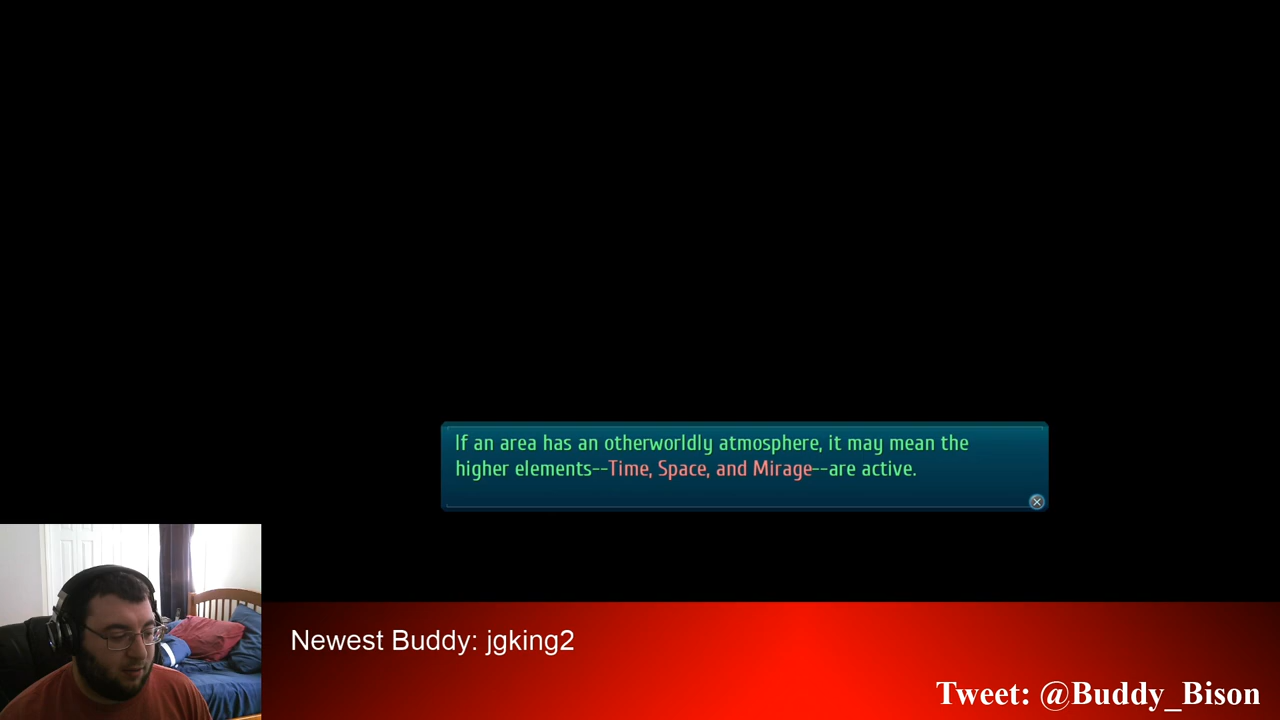 If an area has an otherworldly atmosphere, it may mean the
higher elements--Time, Space, and Mirage--are active.
Newest Buddy: jgking2
Tweet: @Buddy_Bison